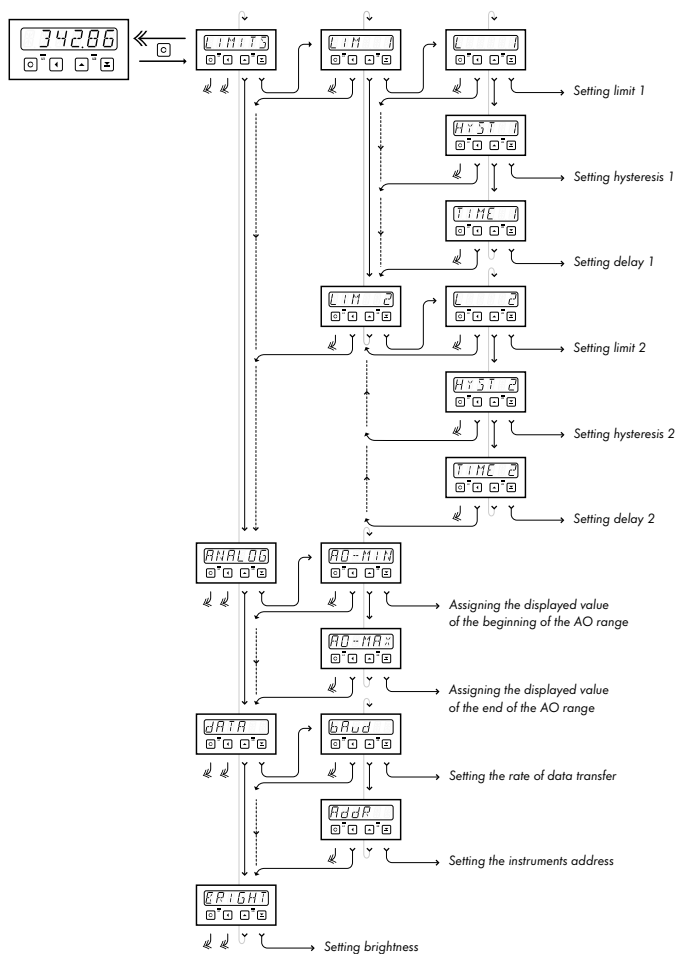 342.86
LIMITS
LIM 1
L 1
Setting limit 1
HYST 1
Setting hysteresis 1
TIME 1
Setting delay 1
LIM 2
L 2
Setting limit 2
HYST 2
Setting hysteresis 2
TIME 2
Setting delay 2
ANALOG
AO-MIN
Assigning the displayed value
of the beginning of the AO range
AO-MAX
Assigning the displayed value
of the end of the AO range
dATA
bAud
Setting the rate of data transfer
AddR
Setting the instruments address
BRIGHT
Setting brightness